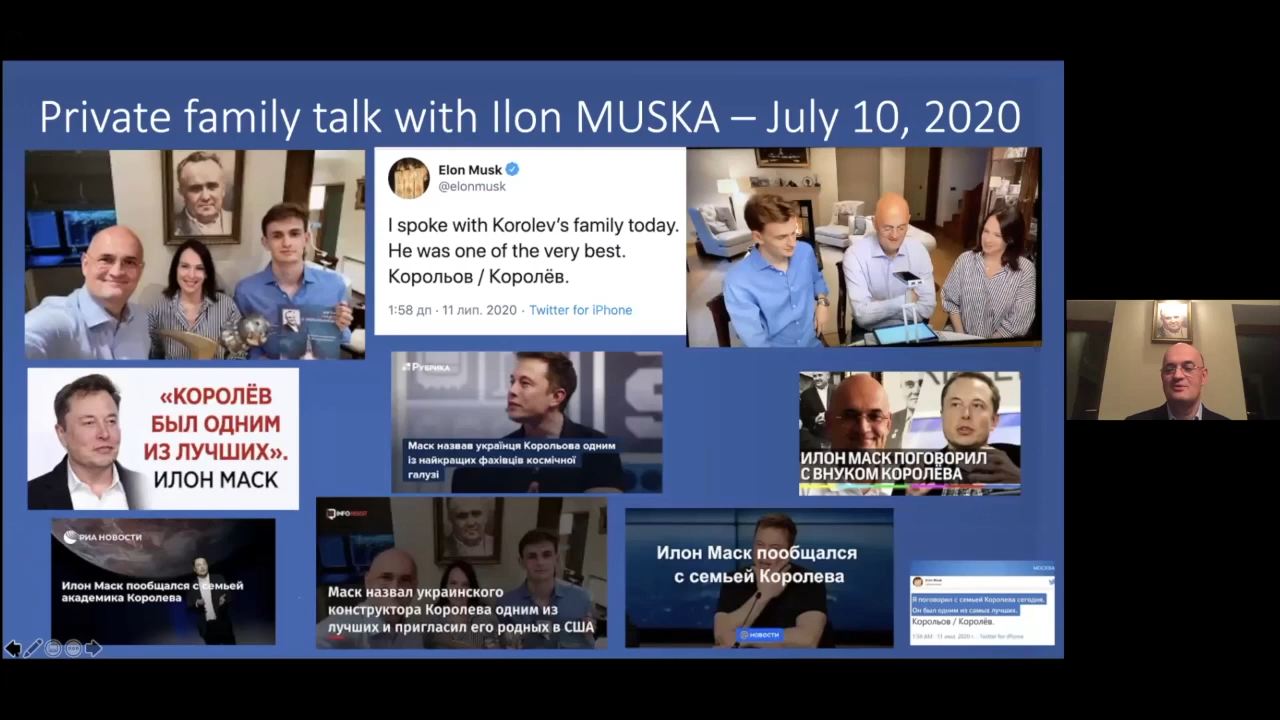 Private family talk with Ilon MUSKA – July 10, 2020
Elon Musk
@elonmusk
I spoke with Korolev’s family today.
He was one of the very best.
Корольов / Королёв.
1:58 дп · 11 лип. 2020 · Twitter for iPhone
«КОРОЛЁВ
БЫЛ ОДНИМ
ИЗ ЛУЧШИХ».
ИЛОН МАСК
РУБРИКА
Маск назвав українця Корольова одним
із найкращих фахівців космічної
галузі
ИЛОН МАСК ПОГОВОРИЛ
С ВНУКОМ КОРОЛЁВА
РИА НОВОСТИ
Илон Маск пообщался с семьей
академика Королева
Маск назвал украинского
конструктора Королева одним из
лучших и пригласил его родных в США
Илон Маск пообщался
с семьей Королева
НОВОСТИ
МОСКВА
Я поговорил с семьей Королева сегодня.
Он был одним из самых лучших.
Корольов / Королёв.